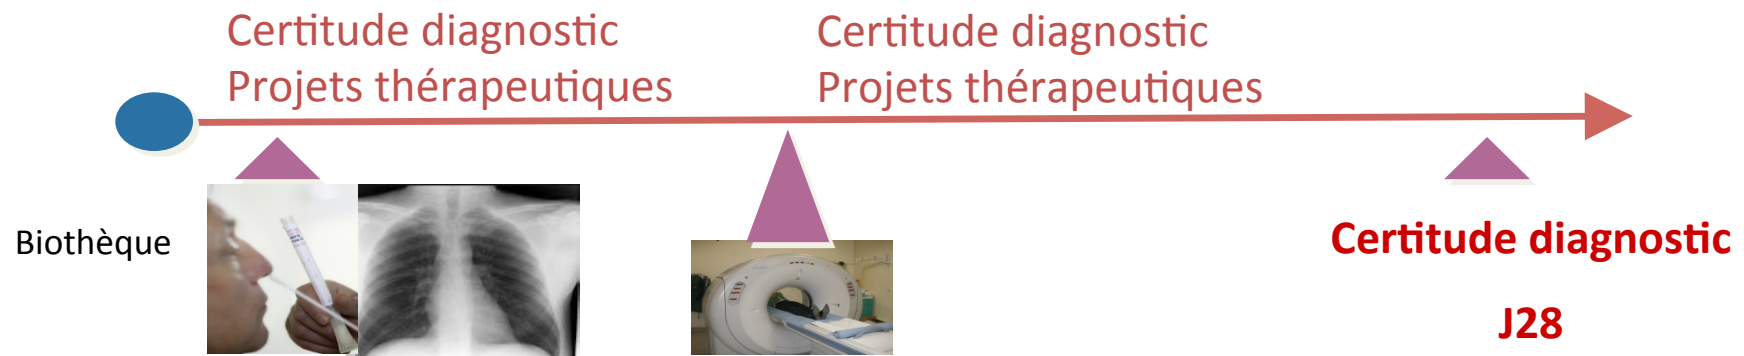 Certitude diagnostic
Projets thérapeutiques
Certitude diagnostic
Projets thérapeutiques
Biothèque
Certitude diagnostic
J28